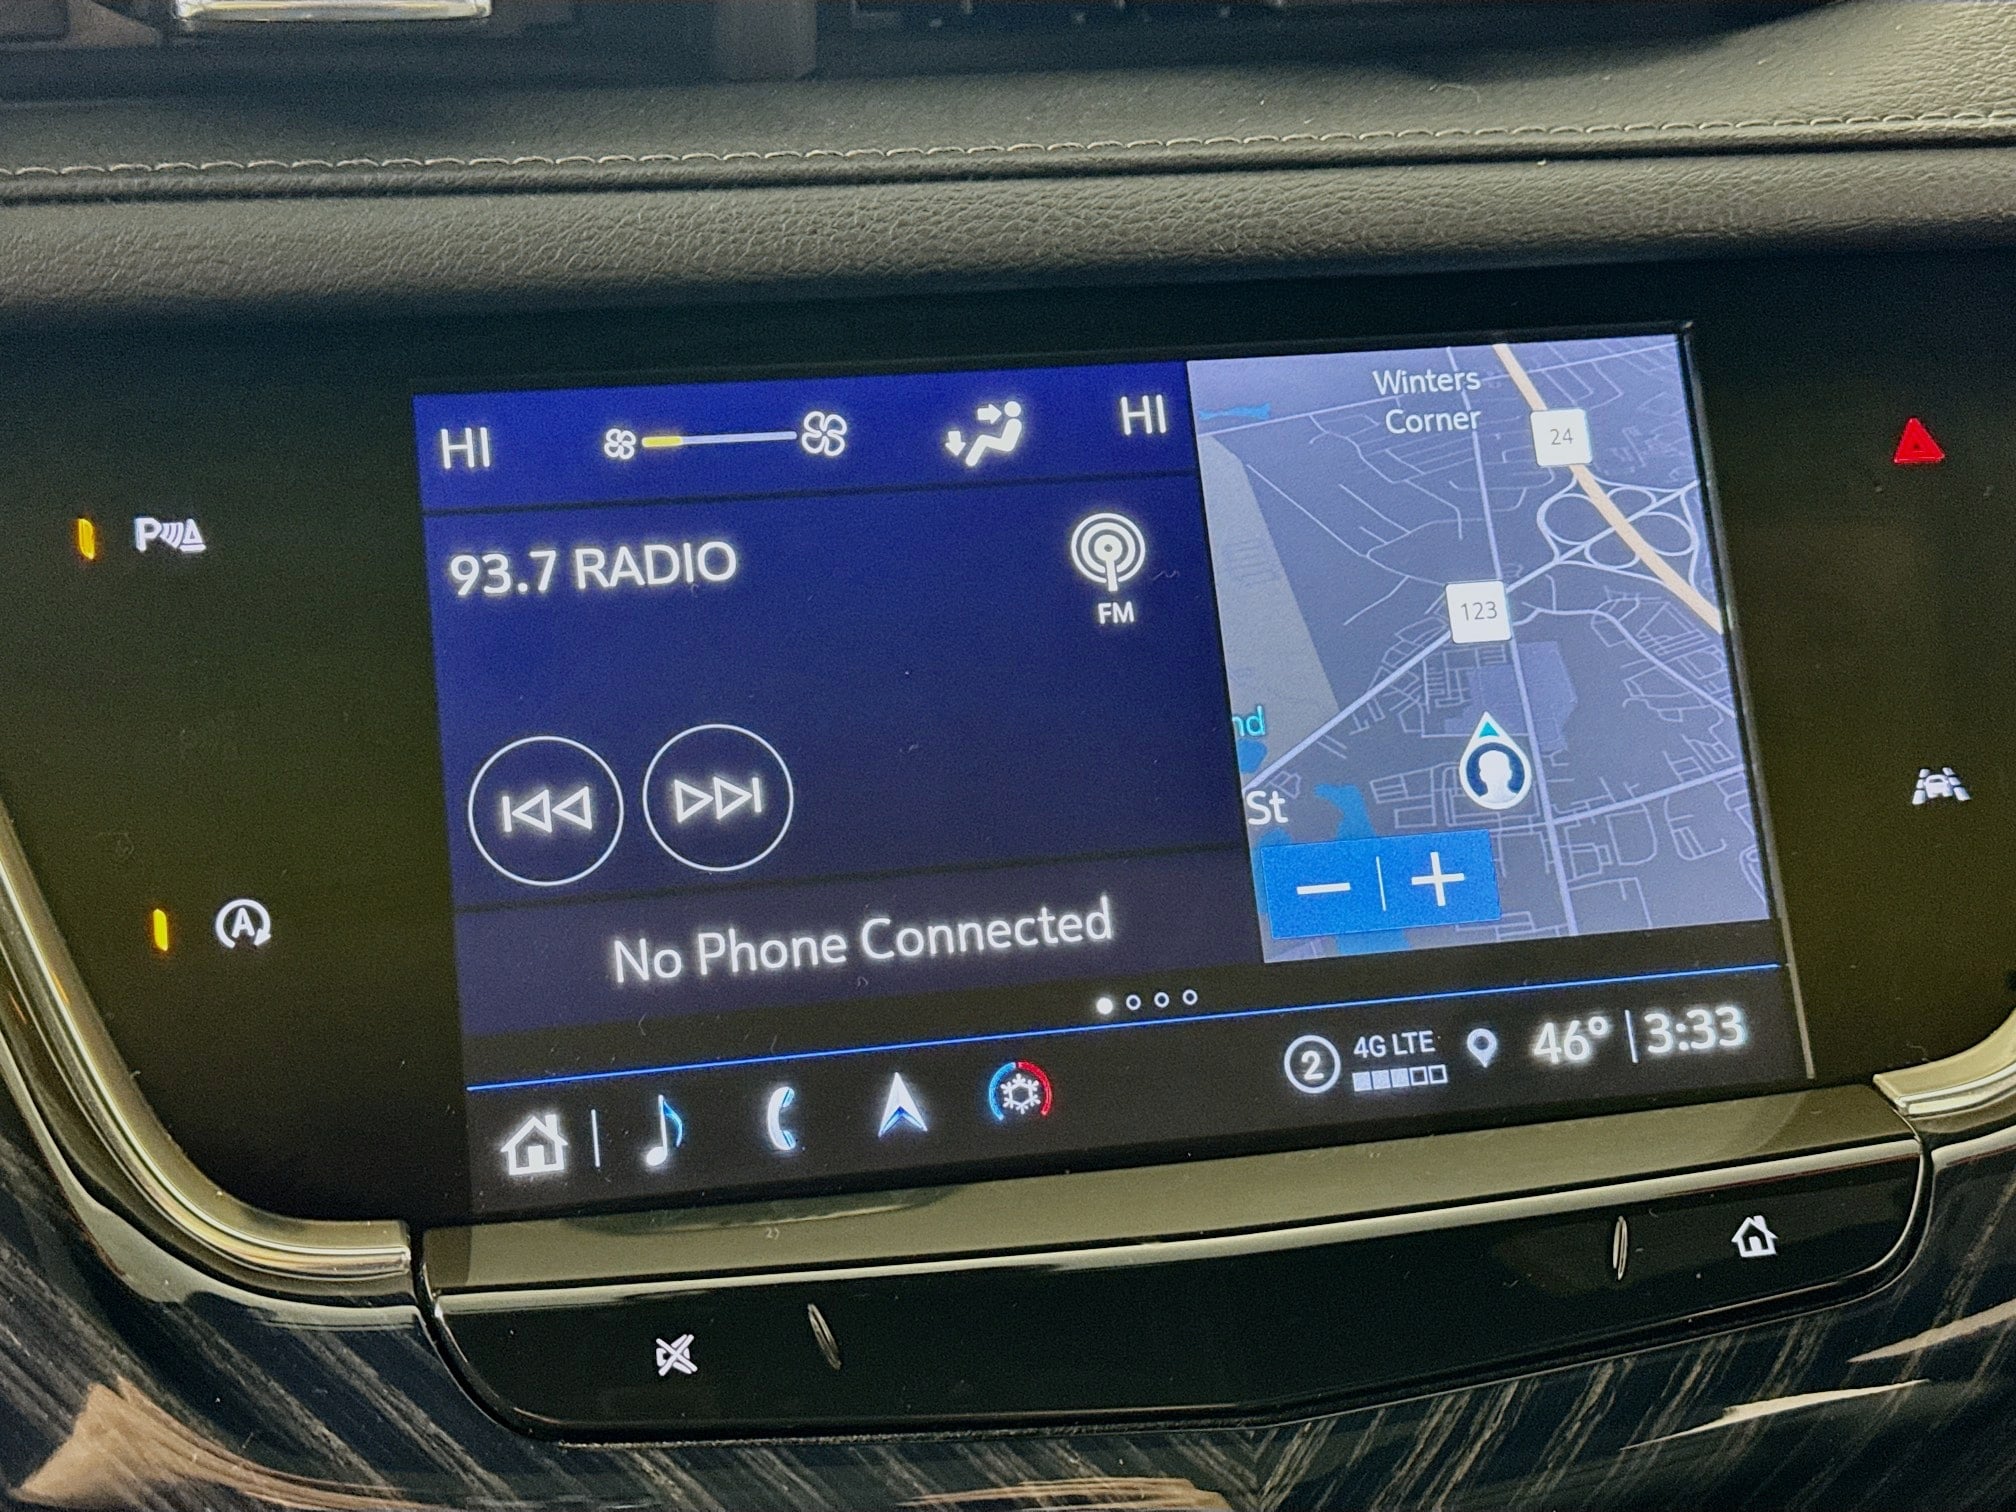 HI
HI
93.7 RADIO
FM
No Phone Connected
Winters
Corner
24
123
nd
St
2
4G LTE
46° 3:33
P
A